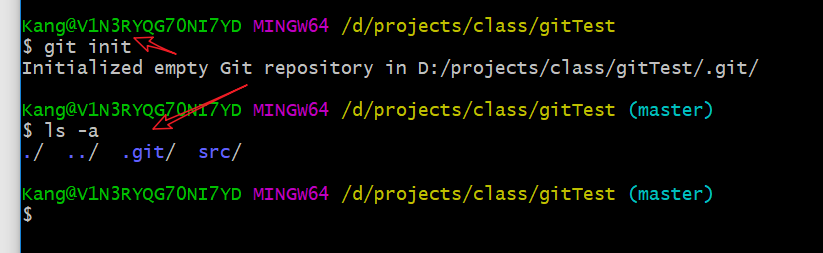 Kang@V1N3RYQG70NI7YD MINGW64 /d/projects/class/gitTest
$ git init
Initialized empty Git repository in D:/projects/class/gitTest/.git/
Kang@V1N3RYQG70NI7YD MINGW64 /d/projects/class/gitTest (master)
$ ls -a
./  ../  .git/  src/
Kang@V1N3RYQG70NI7YD MINGW64 /d/projects/class/gitTest (master)
$